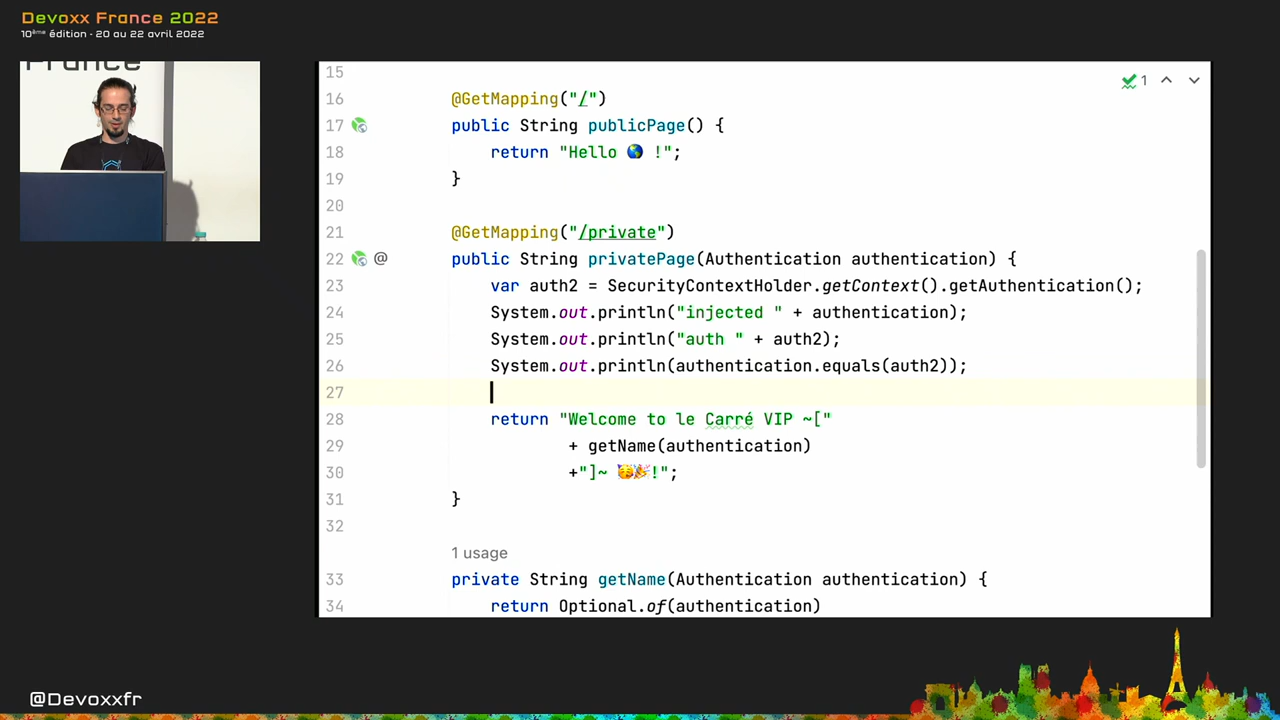 Devoxx France 2022
10ème édition - 20 au 22 avril 2022
France
15
16 @GetMapping("/")
17 public String publicPage() {
18 return "Hello 🌎 !";
19 }
20
21 @GetMapping("/private")
22 @ public String privatePage(Authentication authentication) {
23 var auth2 = SecurityContextHolder.getContext().getAuthentication();
24 System.out.println("injected " + authentication);
25 System.out.println("auth " + auth2);
26 System.out.println(authentication.equals(auth2));
27
28 return "Welcome to le Carré VIP ~["
29 + getName(authentication)
30 +"]~ 🥳🎉!";
31 }
32
1 usage
33 private String getName(Authentication authentication) {
34 return Optional.of(authentication)
1
@Devoxxfr